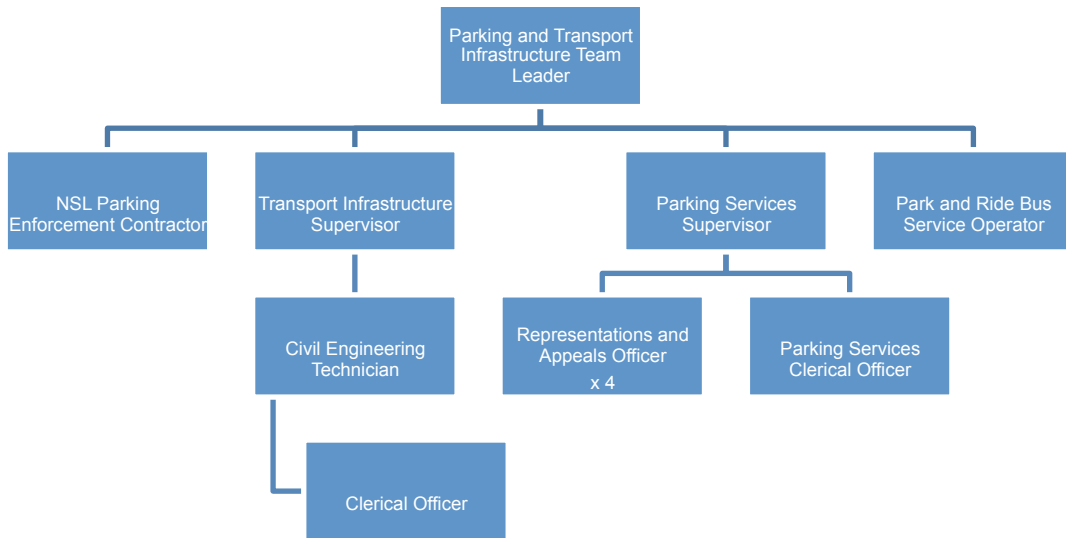 Parking and Transport
Infrastructure Team
Leader
NSL Parking
Enforcement Contractor
Transport Infrastructure
Supervisor
Parking Services
Supervisor
Park and Ride Bus
Service Operator
Civil Engineering
Technician
Representations and
Appeals Officer
x 4
Parking Services
Clerical Officer
Clerical Officer